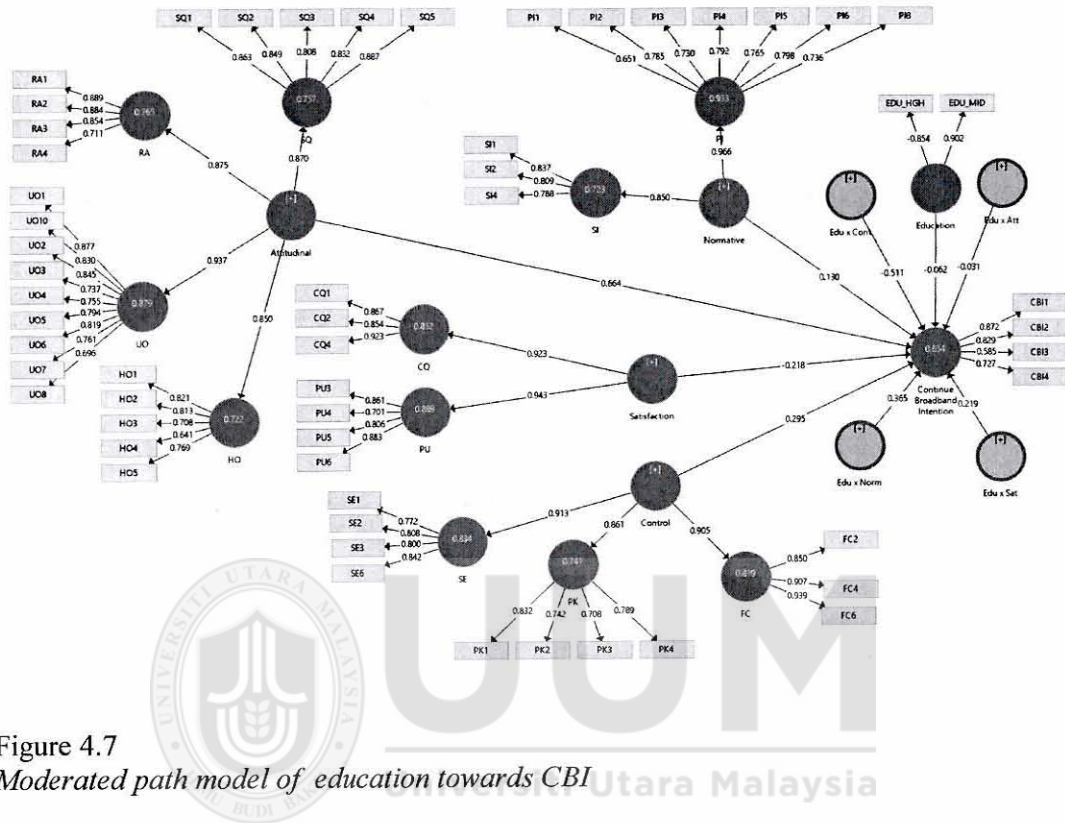 SQ1 SQ2 SQ3 SQ4 SQ5
0.863 0.849 0.808 0.832 0.887
0.757
SQ
PI1 PI2 PI3 PI4 PI5 PI6 PI8
0.651 0.785 0.730 0.792 0.765 0.798 0.736
0.933
PI
RA1
RA2
RA3
RA4
0.889
0.884
0.854
0.711
0.765
RA
0.875
0.870
0.966
EDU_HGH EDU_MID
-0.854 0.902
SI1
SI2
SI4
0.837
0.809
0.788
0.723
SI
0.850
[+]
Normative
[+]
Edu x Cont
Education
[+]
Edu x Att
[+]
Attitudinal
UO1
UO10
UO2
UO3
UO4
UO5
UO6
UO7
UO8
0.877
0.830
0.845
0.737
0.755
0.794
0.819
0.761
0.696
0.879
UO
0.937
0.850
0.664
0.130
-0.511
-0.062
-0.031
CQ1
CQ2
CQ4
0.867
0.854
0.923
0.852
CQ
0.923
CBI1
CBI2
CBI3
CBI4
0.872
0.829
0.585
0.727
0.654
Continue
Broadband
Intention
HO1
HO2
HO3
HO4
HO5
0.821
0.813
0.708
0.641
0.769
0.722
HO
PU3
PU4
PU5
PU6
0.861
0.701
0.806
0.883
0.889
PU
0.943
[+]
Satisfaction
-0.218
0.295
0.365
0.219
[+]
Edu x Norm
[+]
Edu x Sat
[+]
Control
SE1
SE2
SE3
SE6
0.772
0.808
0.800
0.842
0.834
SE
0.913
0.861
0.905
0.741
PK
0.832 0.742 0.708 0.789
PK1 PK2 PK3 PK4
FC
0.850
0.907
0.939
FC2
FC4
FC6
UNIVERSITI UTARA MALAYSIA
UUM
Universiti Utara Malaysia
Figure 4.7
Moderated path model of education towards CBI